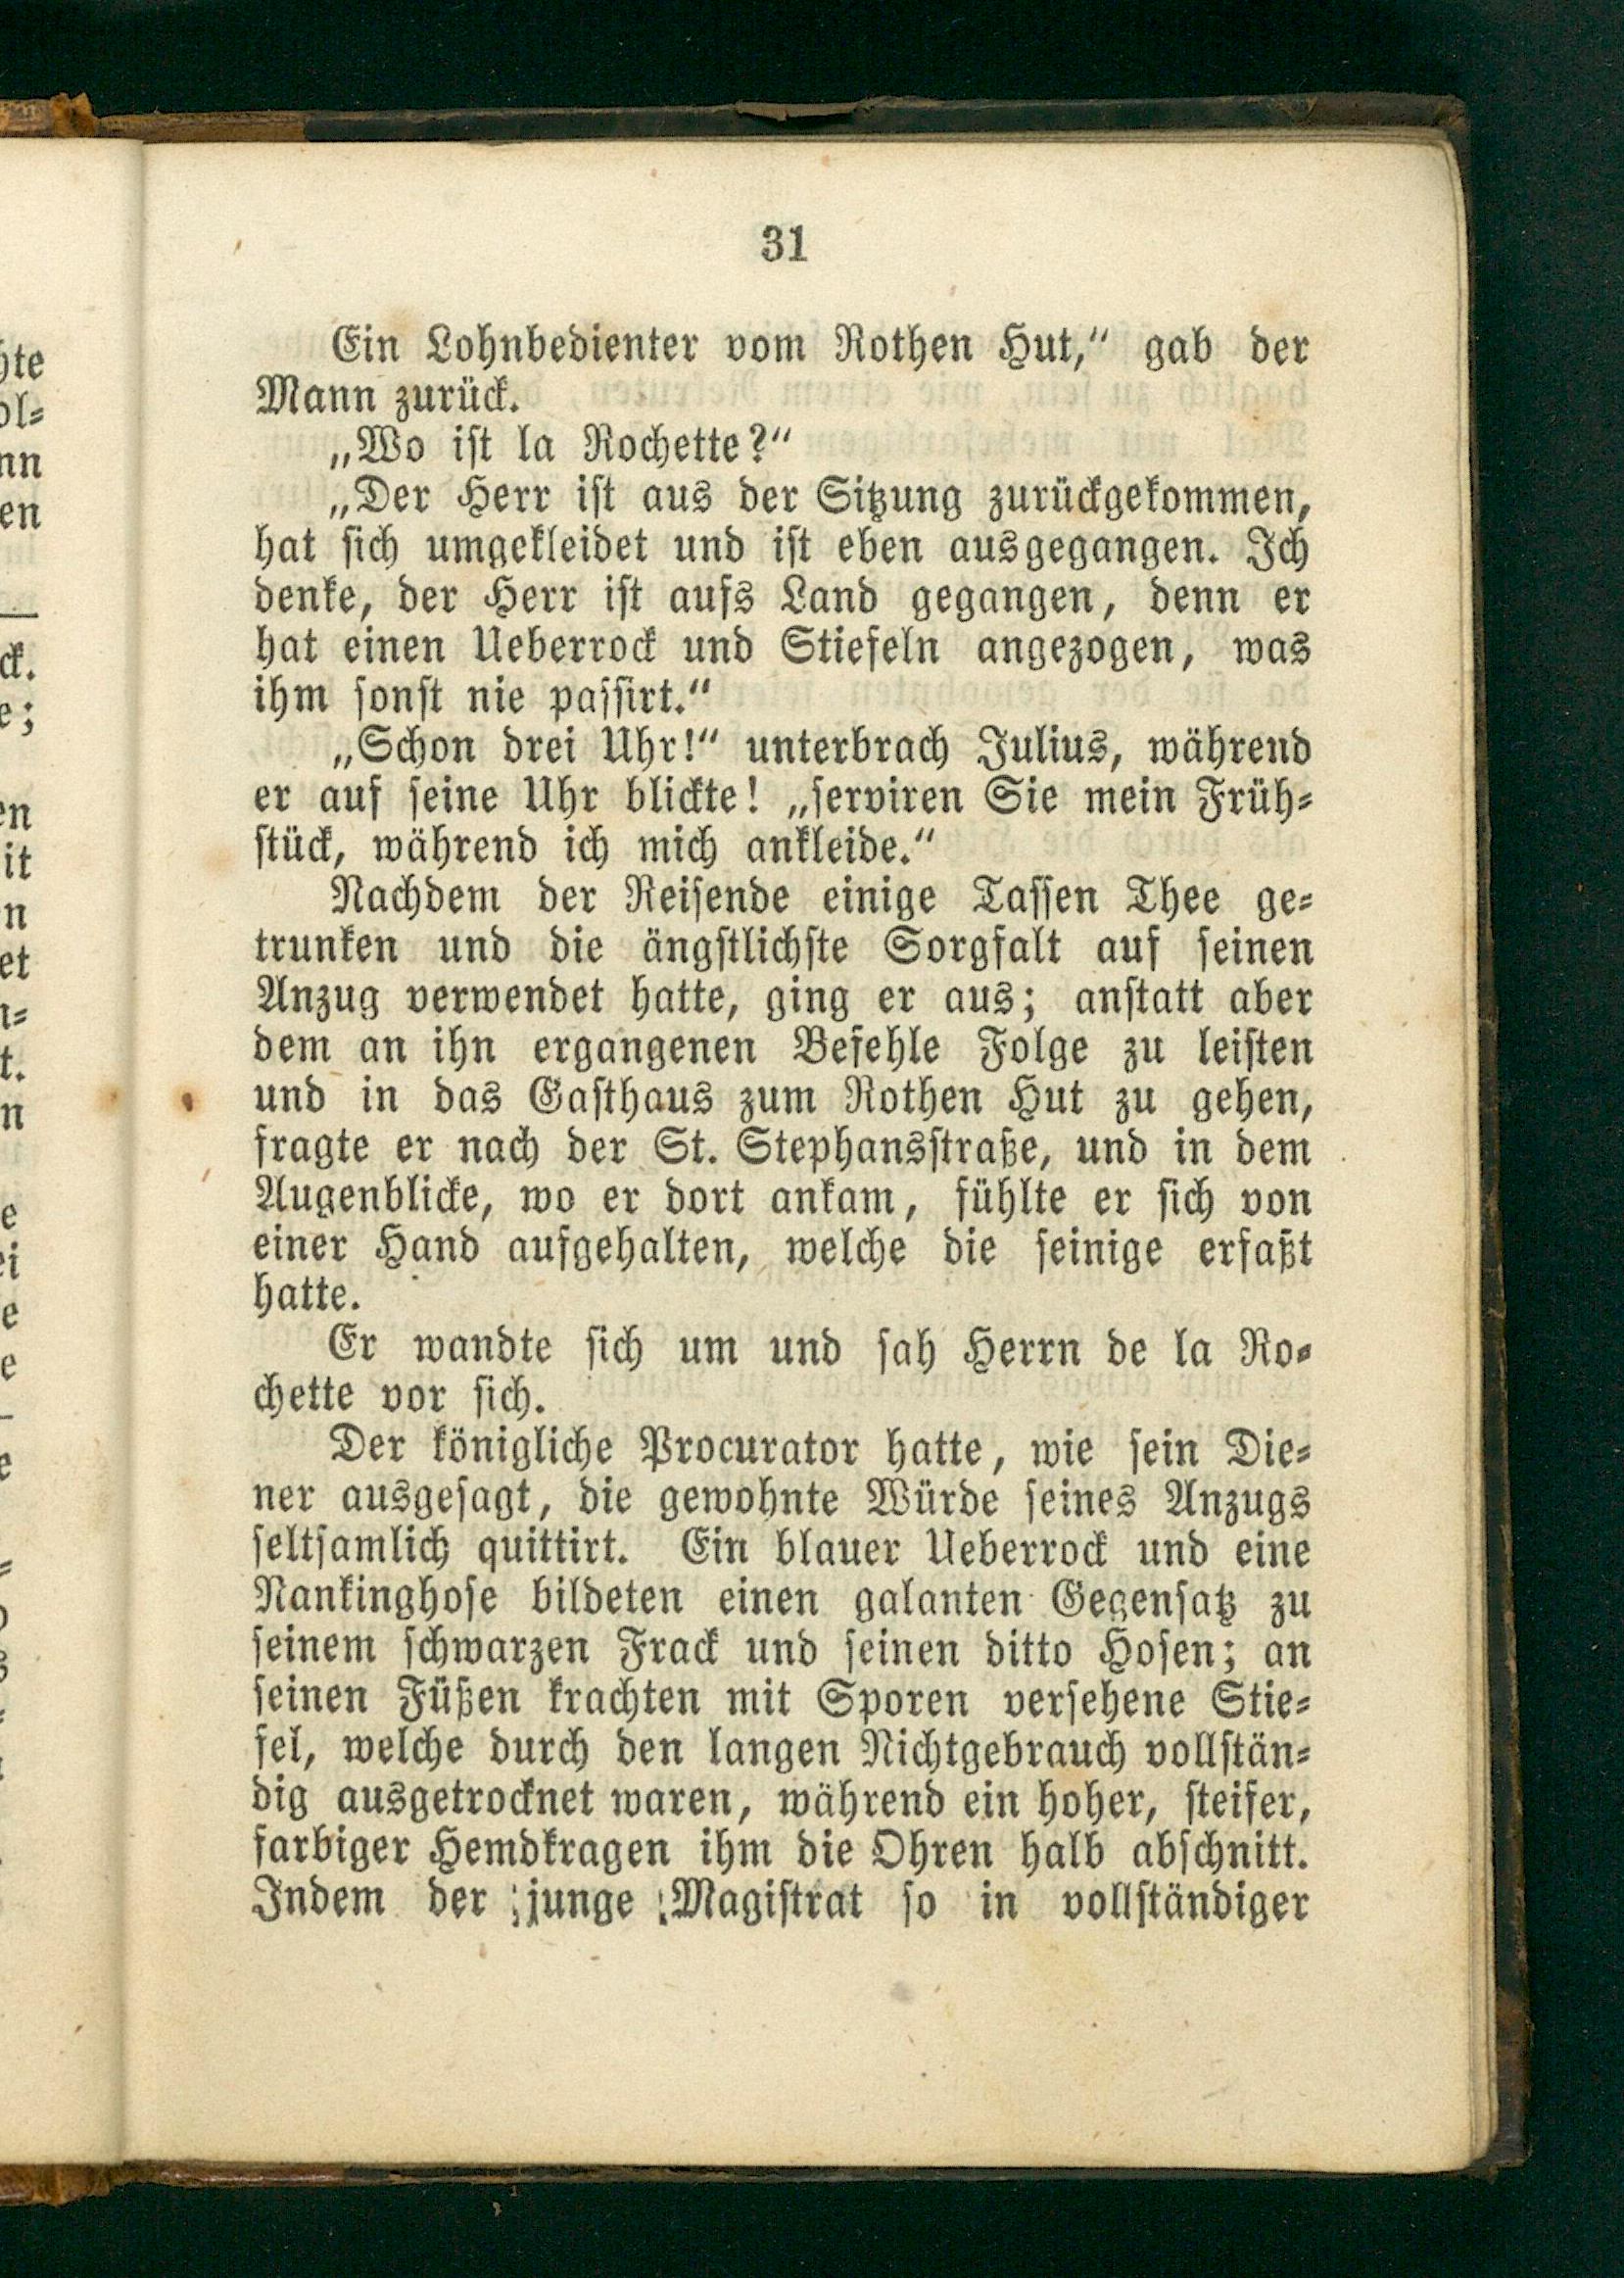 31
Ein Lohnbedienter vom Rothen Hut,“ gab der
Mann zurück.
„Wo ist la Rochette?“
„Der Herr ist aus der Sitzung zurückgekommen,
hat sich umgekleidet und ist eben ausgegangen. Ich
denke, der Herr ist aufs Land gegangen, denn er
hat einen Ueberrock und Stiefeln angezogen, was
ihm sonst nie passirt.“
„Schon drei Uhr!“ unterbrach Julius, während
er auf seine Uhr blickte! „serviren Sie mein Früh-
stück, während ich mich ankleide.“
Nachdem der Reisende einige Tassen Thee ge-
trunken und die ängstlichste Sorgfalt auf seinen
Anzug verwendet hatte, ging er aus; anstatt aber
dem an ihn ergangenen Befehle Folge zu leisten
und in das Gasthaus zum Rothen Hut zu gehen,
fragte er nach der St. Stephansstraße, und in dem
Augenblicke, wo er dort ankam, fühlte er sich von
einer Hand aufgehalten, welche die seinige erfaßt
hatte.
Er wandte sich um und sah Herrn de la Ro-
chette vor sich.
Der königliche Procurator hatte, wie sein Die-
ner ausgesagt, die gewohnte Würde seines Anzugs
seltsamlich quittirt. Ein blauer Ueberrock und eine
Nankinghose bildeten einen galanten Gegensatz zu
seinem schwarzen Frack und seinen ditto Hosen; an
seinen Füßen krachten mit Sporen versehene Stie-
fel, welche durch den langen Nichtgebrauch vollstän-
dig ausgetrocknet waren, während ein hoher, steifer,
farbiger Hemdkragen ihm die Ohren halb abschnitt.
Indem der junge Magistrat so in vollständiger